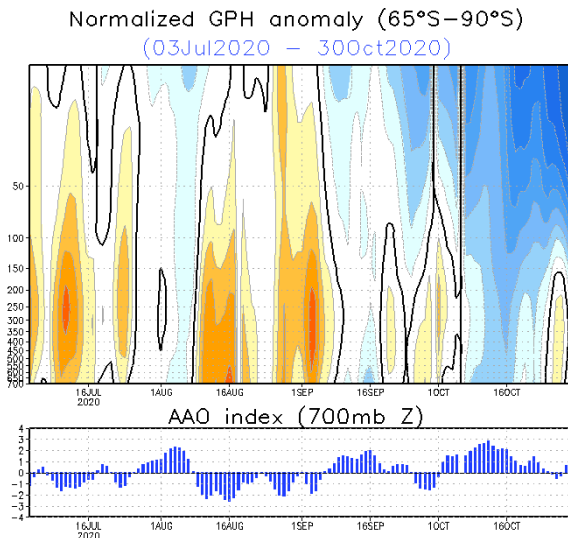 Normalized GPH anomaly (65°S−90°S)
(03Jul2020 − 30Oct2020)
50
100
150
200
250
300
350
400
450
500
550
600
650
700
16JUL
2020
1AUG
16AUG
1SEP
16SEP
1OCT
16OCT
AAO index (700mb Z)
4
3
2
1
0
−1
−2
−3
−4
16JUL
2020
1AUG
16AUG
1SEP
16SEP
1OCT
16OCT